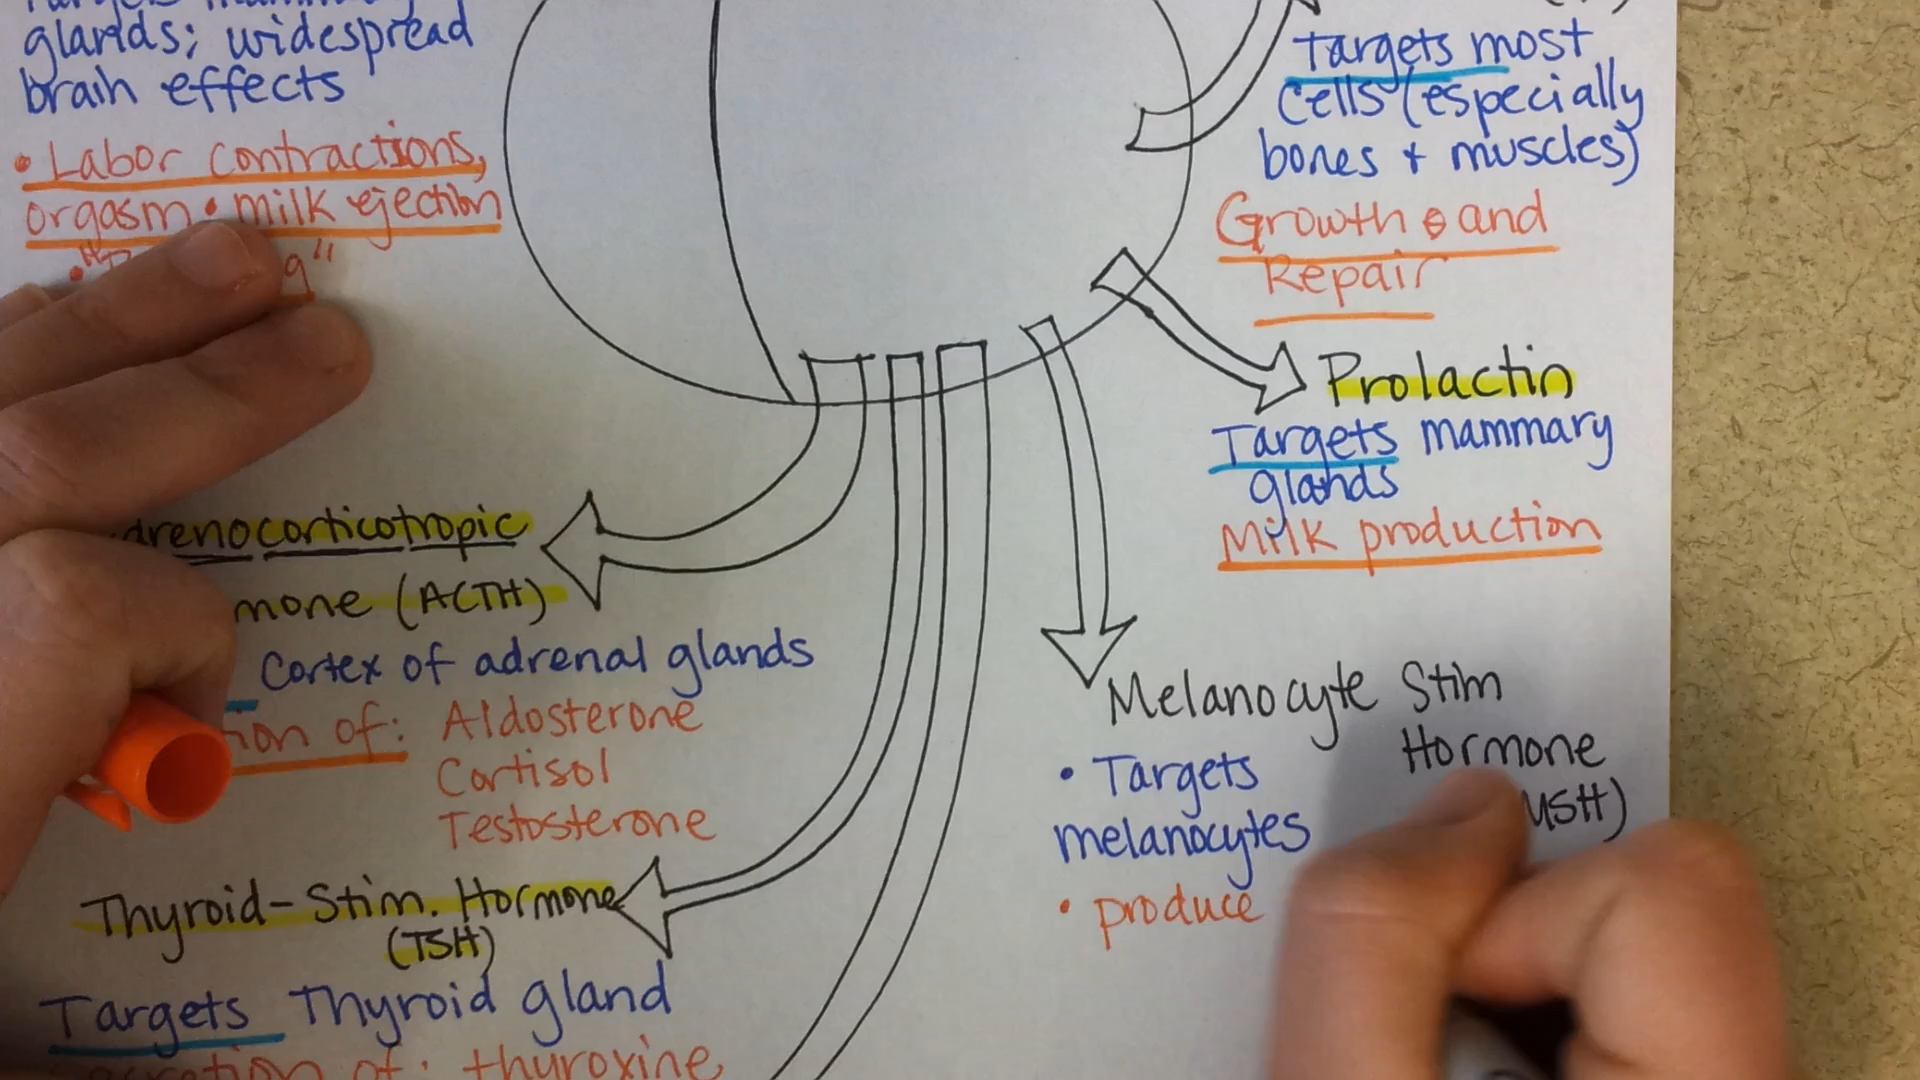 glands; widespread
brain effects
• Labor contractions,
orgasm • milk ejection
Adrenocorticotropic
mone (ACTH)
Cortex of adrenal glands
ion of: Aldosterone
Cortisol
Testosterone
Thyroid-Stim. Hormone
(TSH)
Targets Thyroid gland
thyroxine
Targets most
cells (especially
bones + muscles)
Growth and
Repair
Prolactin
Targets mammary
glands
Milk production
Melanocyte Stim
Hormone
MSH)
• Targets
melanocytes
• produce